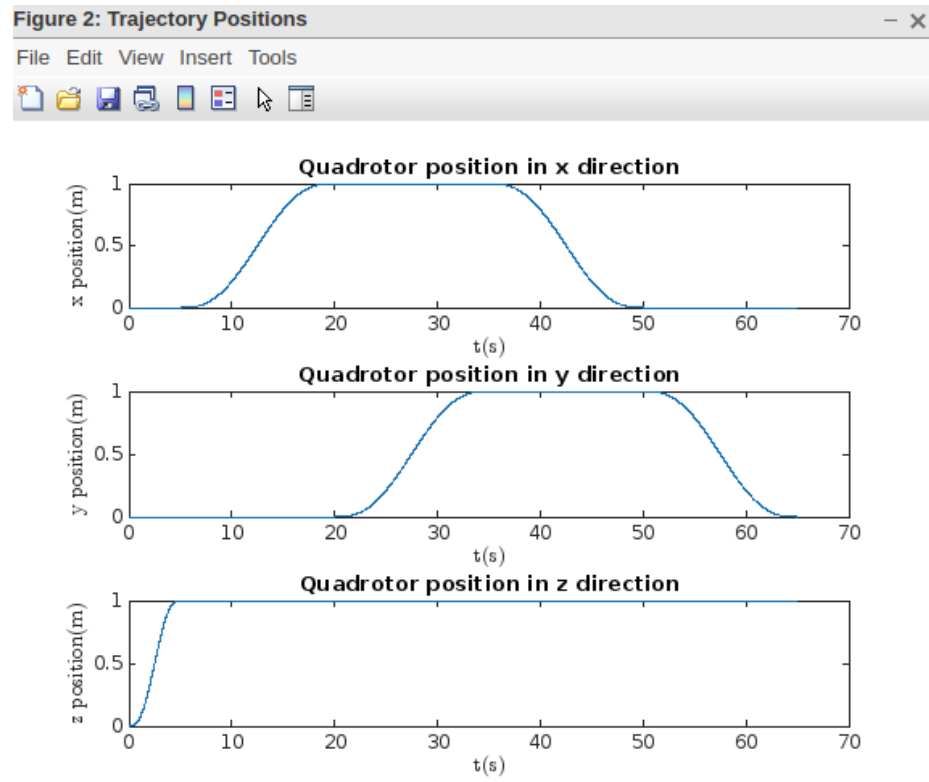 Figure 2: Trajectory Positions
File Edit View Insert Tools
Quadrotor position in x direction
x position(m)
1
0.5
0
0 10 20 30 40 50 60 70
t(s)
Quadrotor position in y direction
y position(m)
1
0.5
0
0 10 20 30 40 50 60 70
t(s)
Quadrotor position in z direction
z position(m)
1
0.5
0
0 10 20 30 40 50 60 70
t(s)